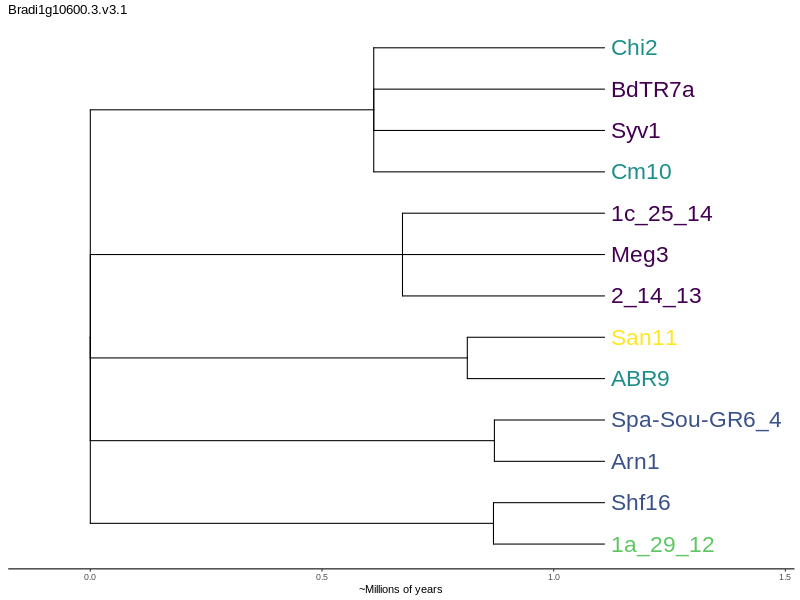 Bradi1g10600.3.v3.1
Chi2
BdTR7a
Syv1
Cm10
1c_25_14
Meg3
2_14_13
San11
ABR9
Spa-Sou-GR6_4
Arn1
Shf16
1a_29_12
0.0 0.5 1.0 1.5
~Millions of years